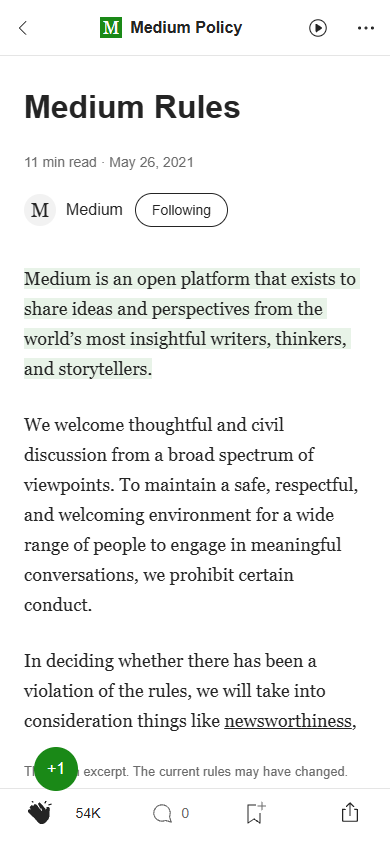 M Medium Policy
Medium Rules
11 min read · May 26, 2021
M Medium Following
Medium is an open platform that exists to
share ideas and perspectives from the
world’s most insightful writers, thinkers,
and storytellers.
We welcome thoughtful and civil
discussion from a broad spectrum of
viewpoints. To maintain a safe, respectful,
and welcoming environment for a wide
range of people to engage in meaningful
conversations, we prohibit certain
conduct.
In deciding whether there has been a
violation of the rules, we will take into
consideration things like newsworthiness,
excerpt. The current rules may have changed.
+1
54K 0